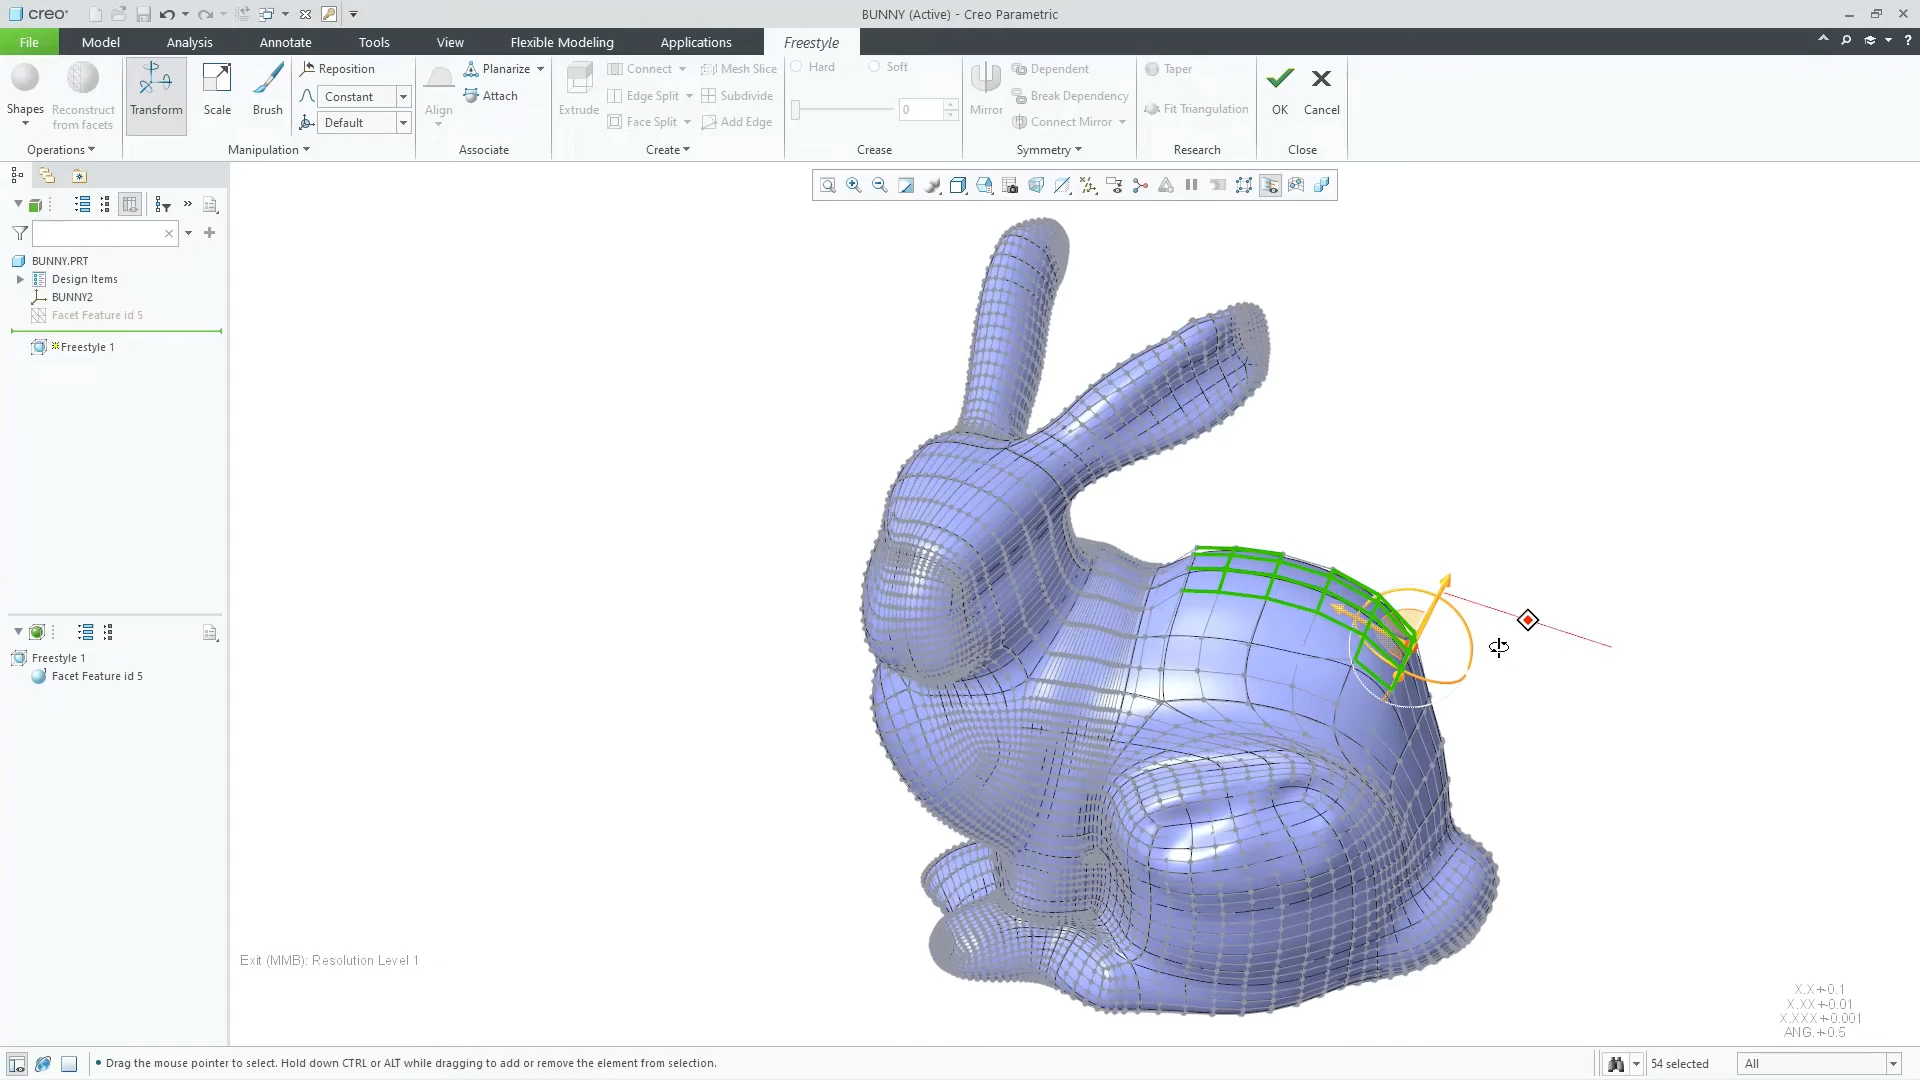 creo
BUNNY (Active) - Creo Parametric
File Model Analysis Annotate Tools View Flexible Modeling Applications Freestyle
Shapes
Reconstruct from facets
Operations
Transform Scale Brush
Reposition
Constant
Default
Manipulation
Align
Planarize
Attach
Associate
Extrude
Connect Mesh Slice
Edge Split Subdivide
Face Split Add Edge
Create
Hard Soft
0
Crease
Mirror
Dependent
Break Dependency
Connect Mirror
Symmetry
Taper
Fit Triangulation
Research
OK Cancel
Close
BUNNY.PRT
Design Items
BUNNY2
Facet Feature id 5
Freestyle 1
Freestyle 1
Facet Feature id 5
Exit (MMB): Resolution Level 1
X.X+-0.1
X.XX+-0.01
X.XXX+-0.001
ANG.+-0.5
• Drag the mouse pointer to select. Hold down CTRL or ALT while dragging to add or remove the element from selection.
54 selected
All